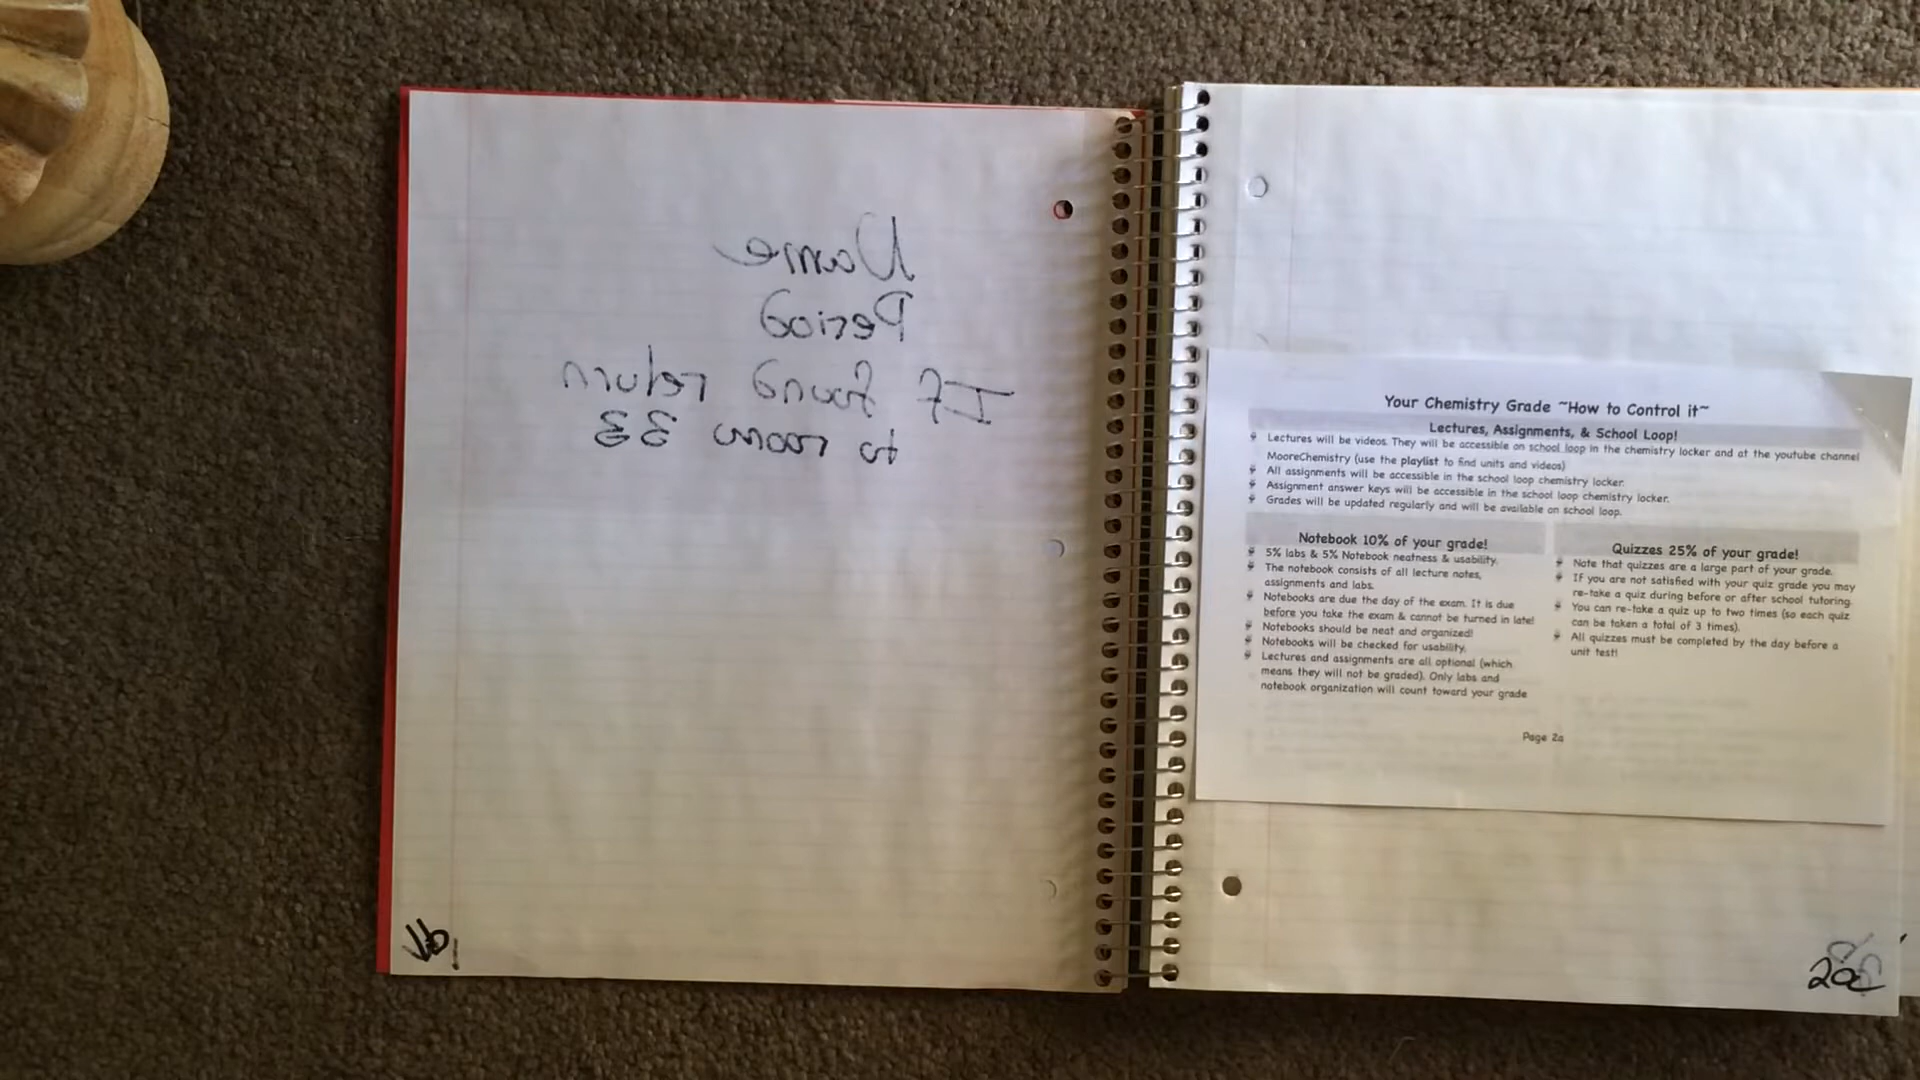 Name
Period
If found return
to room 33
1b
Your Chemistry Grade ~How to Control it~
Lectures, Assignments, & School Loop!
Lectures will be videos. They will be accessible on school loop in the chemistry locker and at the youtube channel
MooreChemistry (use the playlist to find units and videos)
All assignments will be accessible in the school loop chemistry locker.
Assignment answer keys will be accessible in the school loop chemistry locker.
Grades will be updated regularly and will be available on school loop.
Notebook 10% of your grade!
5% labs & 5% Notebook neatness & usability.
The notebook consists of all lecture notes,
assignments and labs.
Notebooks are due the day of the exam. It is due
before you take the exam & cannot be turned in late!
Notebooks should be neat and organized!
Notebooks will be checked for usability.
Lectures and assignments are all optional (which
means they will not be graded). Only labs and
notebook organization will count toward your grade
Quizzes 25% of your grade!
Note that quizzes are a large part of your grade.
If you are not satisfied with your quiz grade you may
re-take a quiz during before or after school tutoring.
You can re-take a quiz up to two times (so each quiz
can be taken a total of 3 times).
All quizzes must be completed by the day before a
unit test!
Page 2a
2a